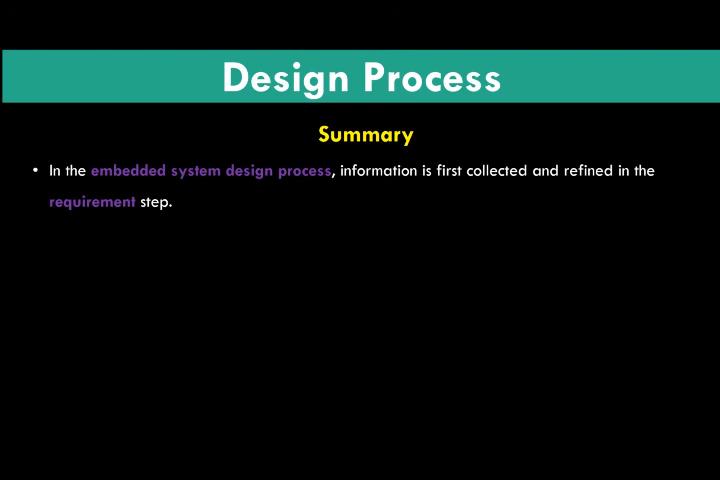 Design Process
Summary
• In the embedded system design process, information is first collected and refined in the
requirement step.